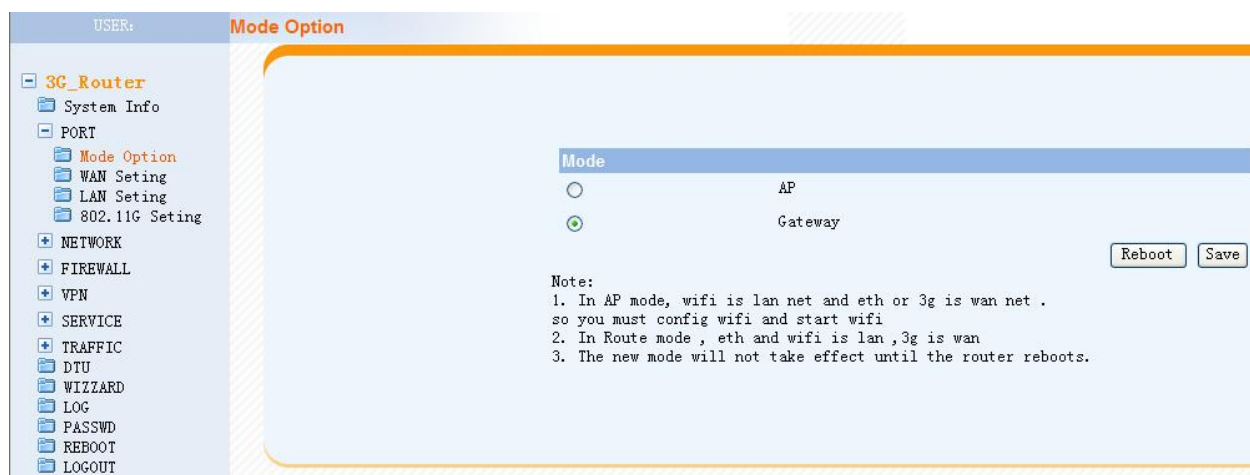 USER:
Mode Option
3G_Router
System Info
PORT
Mode Option
WAN Seting
LAN Seting
802.11G Seting
NETWORK
FIREWALL
VPN
SERVICE
TRAFFIC
DTU
WIZZARD
LOG
PASSWD
REBOOT
LOGOUT
Mode
AP
Gateway
Reboot Save
Note:
1. In AP mode, wifi is lan net and eth or 3g is wan net .
so you must config wifi and start wifi
2. In Route mode , eth and wifi is lan ,3g is wan
3. The new mode will not take effect until the router reboots.